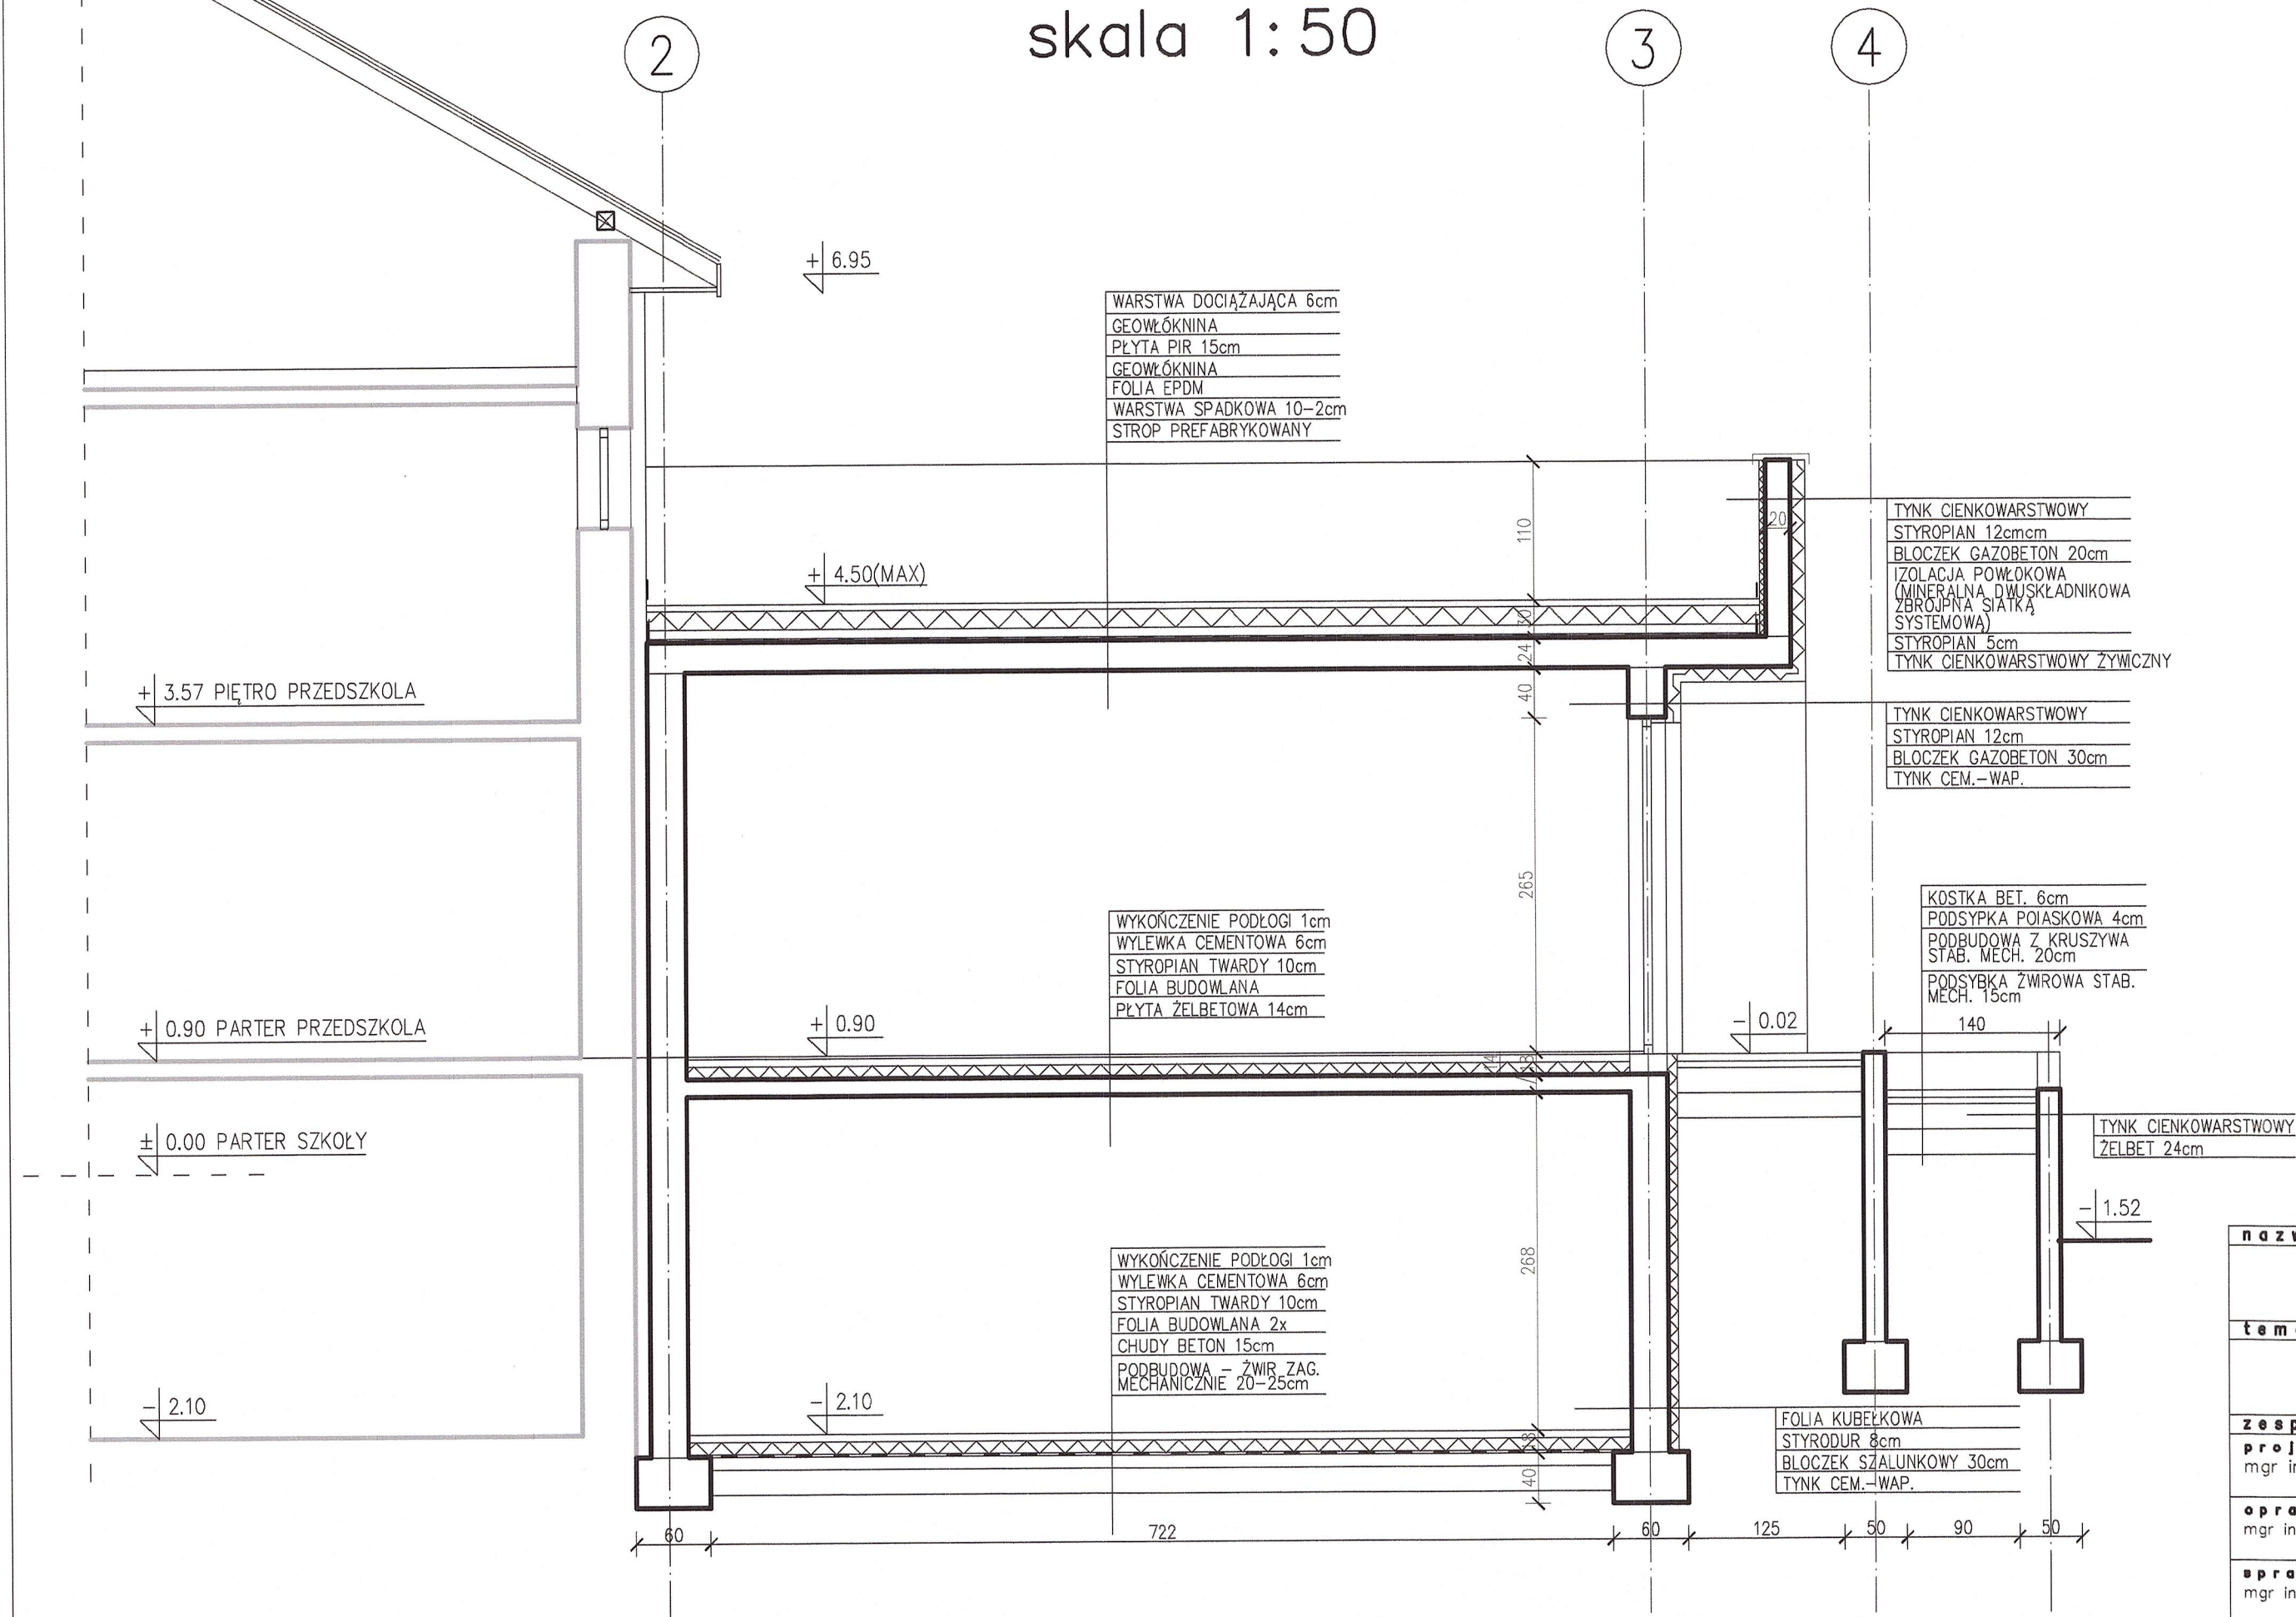 skala 1:50
2
3
4
+ 6.95
WARSTWA DOCIĄŻAJĄCA 6cm
GEOWŁÓKNINA
PŁYTA PIR 15cm
GEOWŁÓKNINA
FOLIA EPDM
WARSTWA SPADKOWA 10-2cm
STROP PREFABRYKOWANY
110
20
TYNK CIENKOWARSTWOWY
STYROPIAN 12cmcm
BLOCZEK GAZOBETON 20cm
IZOLACJA POWŁOKOWA
(MINERALNA DWUSKŁADNIKOWA
ZBROJPNA SIATKĄ
SYSTEMOWĄ)
STYROPIAN 5cm
TYNK CIENKOWARSTWOWY ŻYWICZNY
+ 4.50(MAX)
30
24
40
+ 3.57 PIĘTRO PRZEDSZKOLA
TYNK CIENKOWARSTWOWY
STYROPIAN 12cm
BLOCZEK GAZOBETON 30cm
TYNK CEM.-WAP.
265
WYKOŃCZENIE PODŁOGI 1cm
WYLEWKA CEMENTOWA 6cm
STYROPIAN TWARDY 10cm
FOLIA BUDOWLANA
PŁYTA ŻELBETOWA 14cm
KOSTKA BET. 6cm
PODSYPKA POIASKOWA 4cm
PODBUDOWA Z KRUSZYWA
STAB. MECH. 20cm
PODSYBKA ŻWIROWA STAB.
MECH. 15cm
+ 0.90 PARTER PRZEDSZKOLA
+ 0.90
- 0.02
140
14
± 0.00 PARTER SZKOŁY
TYNK CIENKOWARSTWOWY
ŻELBET 24cm
- 1.52
268
WYKOŃCZENIE PODŁOGI 1cm
WYLEWKA CEMENTOWA 6cm
STYROPIAN TWARDY 10cm
FOLIA BUDOWLANA 2x
CHUDY BETON 15cm
PODBUDOWA - ŻWIR ZAG.
MECHANICZNIE 20-25cm
- 2.10
- 2.10
18
40
FOLIA KUBEŁKOWA
STYRODUR 8cm
BLOCZEK SZALUNKOWY 30cm
TYNK CEM.-WAP.
60
722
60
125
50
90
50
naz
tem
zesp
proj
mgr in
opra
mgr in
spra
mgr in